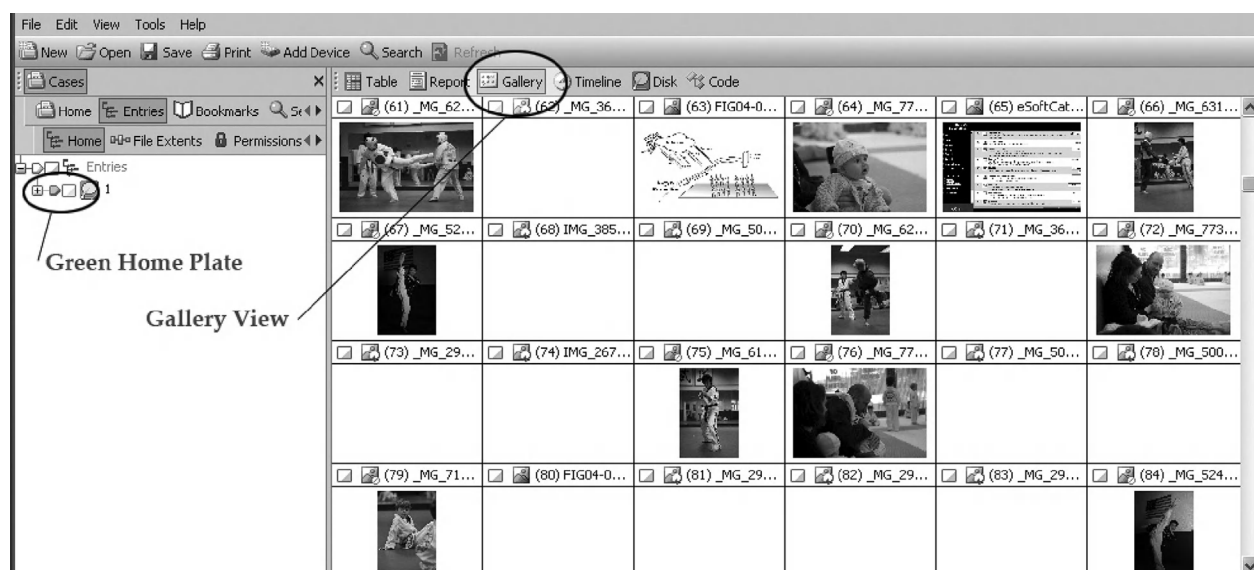 File Edit View Tools Help
New Open Save Print Add Device Search Refresh
Cases
Table Report Gallery Timeline Disk Code
Home Entries Bookmarks Se
Home File Extents Permissions
Entries
1
(61) _MG_62... (62) _MG_36... (63) FIG04-0... (64) _MG_77... (65) eSoftCat... (66) _MG_631...
(67) _MG_52... (68) IMG_385... (69) _MG_50... (70) _MG_62... (71) _MG_36... (72) _MG_773...
Green Home Plate
Gallery View
(73) _MG_29... (74) IMG_267... (75) _MG_61... (76) _MG_77... (77) _MG_50... (78) _MG_500...
(79) _MG_71... (80) FIG04-0... (81) _MG_29... (82) _MG_29... (83) _MG_29... (84) _MG_524...